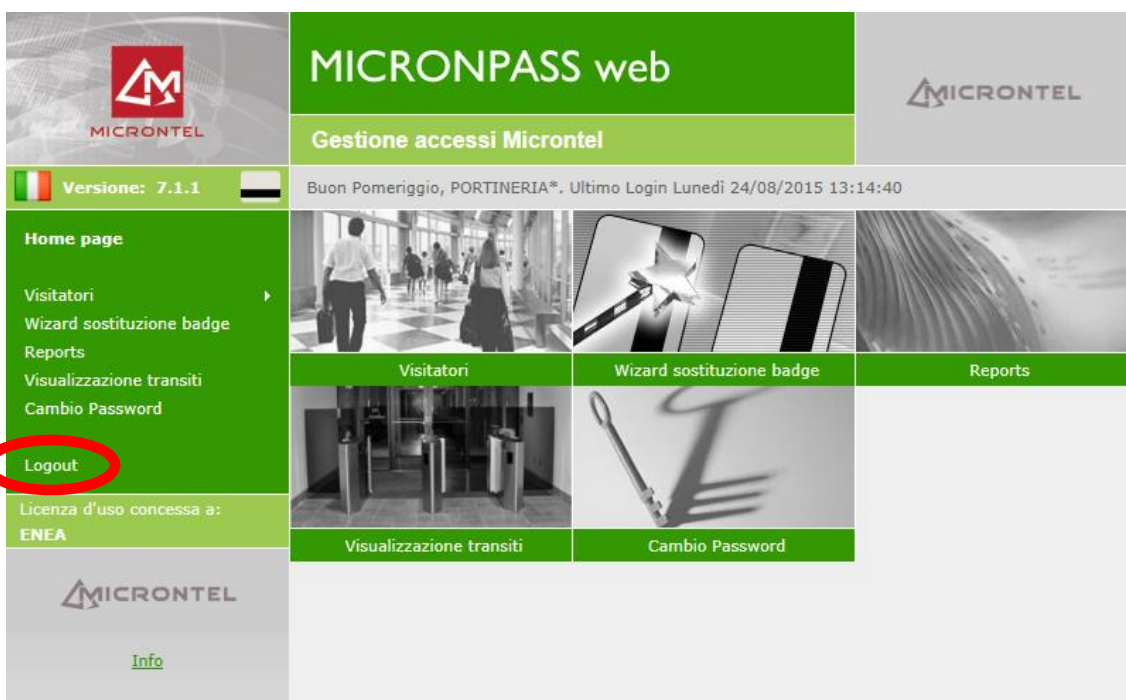 MICRONTEL
MICRONPASS web
Gestione accessi Microntel
MICRONTEL
Versione: 7.1.1
Buon Pomeriggio, PORTINERIA*. Ultimo Login Lunedì 24/08/2015 13:14:40
Home page
Visitatori
Wizard sostituzione badge
Reports
Visualizzazione transiti
Cambio Password
Logout
Licenza d'uso concessa a:
ENEA
MICRONTEL
Info
Visitatori
Wizard sostituzione badge
Reports
Visualizzazione transiti
Cambio Password